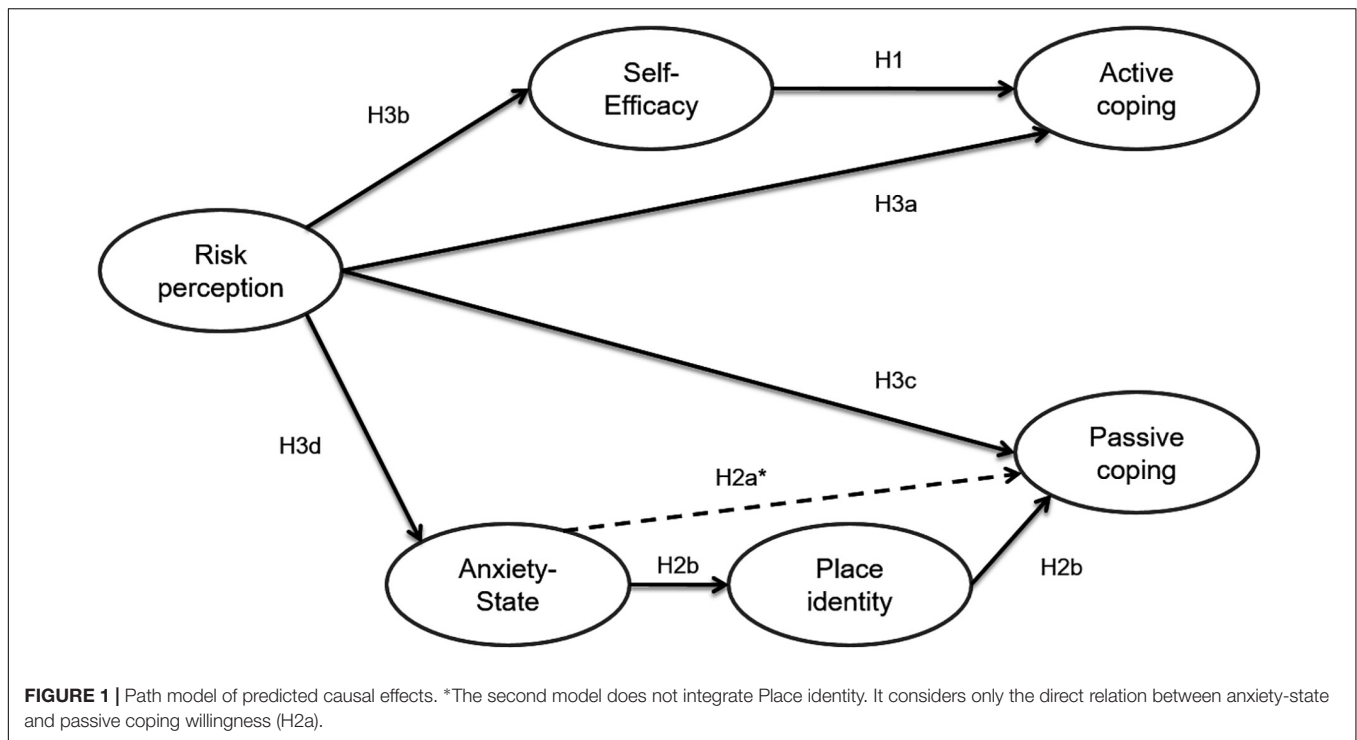 Self-
Efficacy
H1
Active
coping
H3b
H3a
Risk
perception
H3c
H3d
Passive
coping
H2a*
Anxiety-
State
H2b
Place
identity
H2b
FIGURE 1 | Path model of predicted causal effects. *The second model does not integrate Place identity. It considers only the direct relation between anxiety-state
and passive coping willingness (H2a).